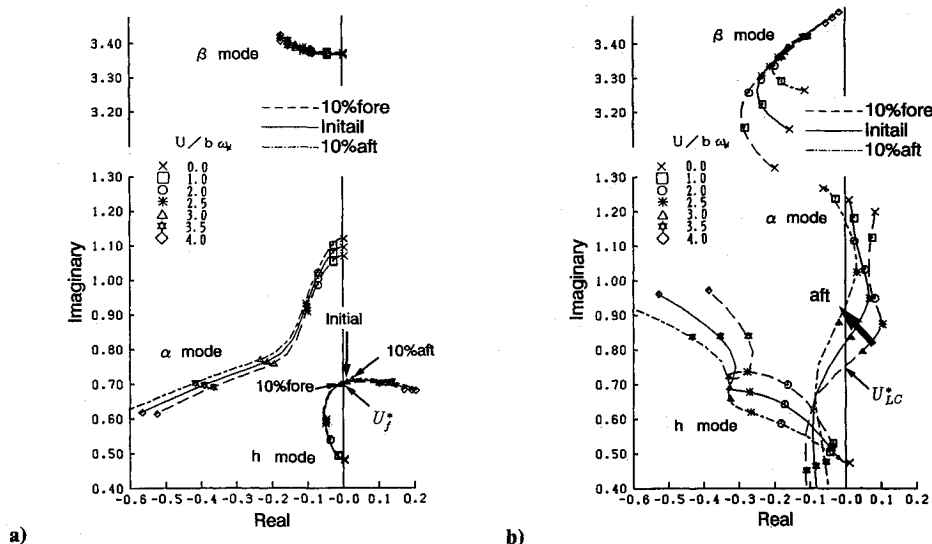 3.40
3.30
3.20
β mode
10%fore
Initail
10%aft
U/b ω
0.0
1.0
2.0
2.5
3.0
3.5
4.0
1.30
1.20
1.10
1.00
0.90
0.80
0.70
0.60
0.50
0.40
Imaginary
Initial
10%aft
α mode
10%fore
U*f
h mode
-0.6 -0.5 -0.4 -0.3 -0.2 -0.1 -0.0 0.1 0.2
Real
a)
3.40
3.30
3.20
β mode
10%fore
Initail
10%aft
U/b ω
0.0
1.0
2.0
2.5
3.0
3.5
4.0
1.30
1.20
1.10
1.00
0.90
0.80
0.70
0.60
0.50
0.40
Imaginary
α mode
aft
U*LC
h mode
-0.6 -0.5 -0.4 -0.3 -0.2 -0.1 -0.0 0.1 0.2
Real
b)